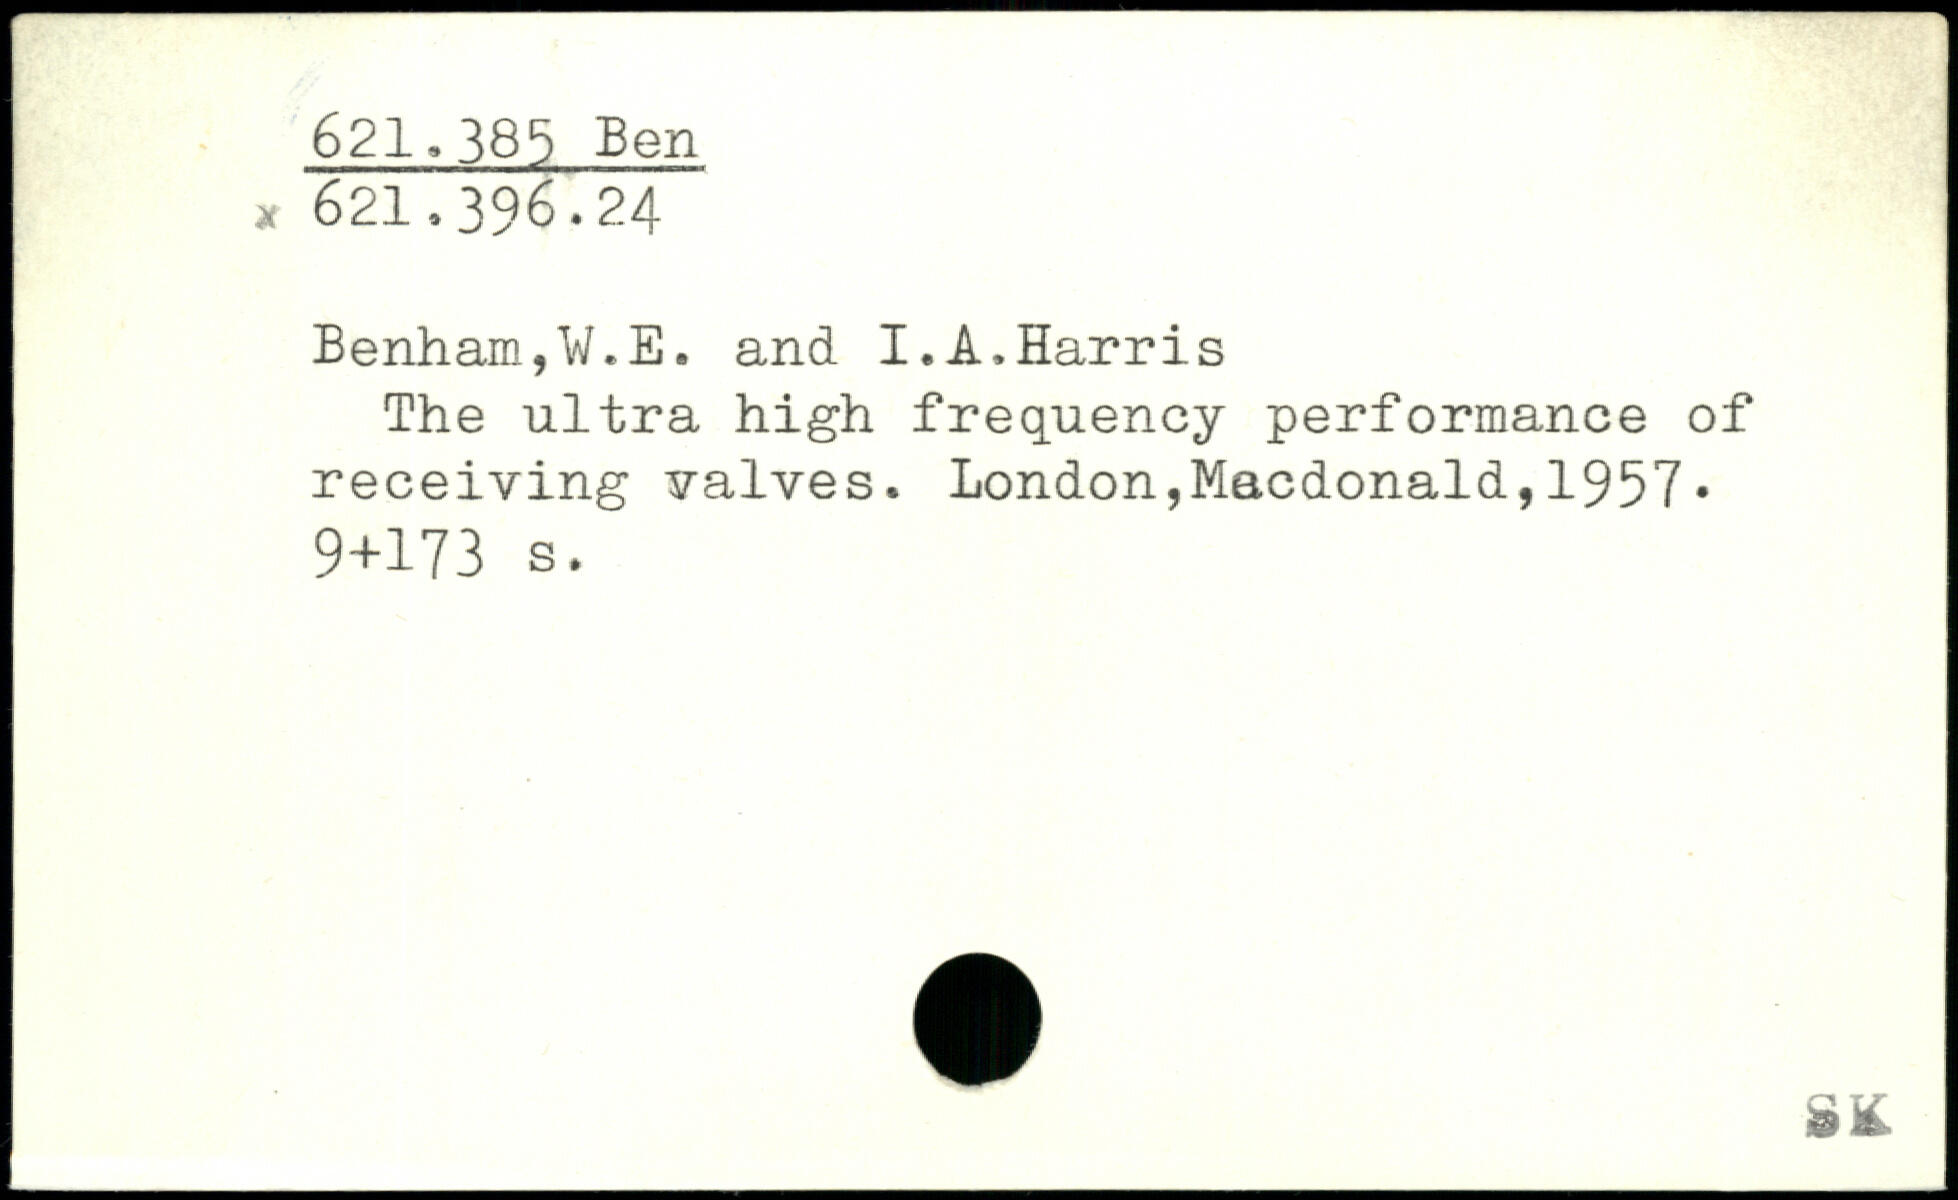 621.385 Ben
x 621.396.24
Benham,W.E. and I.A.Harris
The ultra high frequency performance of
receiving valves. London,Macdonald,1957.
9+173 s.
SK